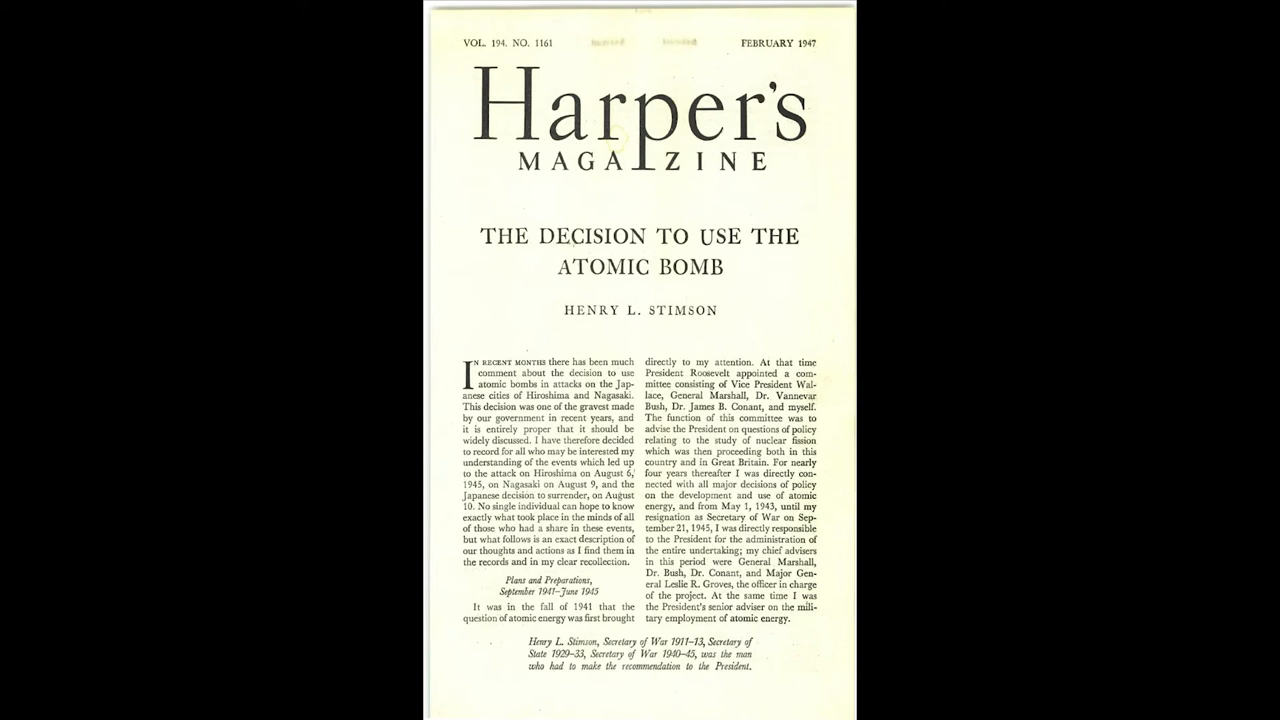 VOL. 194, NO. 1161
FEBRUARY 1947
Harper's
MAGAZINE
THE DECISION TO USE THE
ATOMIC BOMB
HENRY L. STIMSON
IN RECENT MONTHS there has been much
comment about the decision to use
atomic bombs in attacks on the Jap-
anese cities of Hiroshima and Nagasaki.
This decision was one of the gravest made
by our government in recent years, and
it is entirely proper that it should be
widely discussed. I have therefore decided
to record for all who may be interested my
understanding of the events which led up
to the attack on Hiroshima on August 6,
1945, on Nagasaki on August 9, and the
Japanese decision to surrender, on August
10. No single individual can hope to know
exactly what took place in the minds of all
of those who had a share in these events,
but what follows is an exact description of
our thoughts and actions as I find them in
the records and in my clear recollection.
Plans and Preparations,
September 1941–June 1945
It was in the fall of 1941 that the
question of atomic energy was first brought
directly to my attention. At that time
President Roosevelt appointed a com-
mittee consisting of Vice President Wal-
lace, General Marshall, Dr. Vannevar
Bush, Dr. James B. Conant, and myself.
The function of this committee was to
advise the President on questions of policy
relating to the study of nuclear fission
which was then proceeding both in this
country and in Great Britain. For nearly
four years thereafter I was directly con-
nected with all major decisions of policy
on the development and use of atomic
energy, and from May 1, 1943, until my
resignation as Secretary of War on Sep-
tember 21, 1945, I was directly responsible
to the President for the administration of
the entire undertaking; my chief advisers
in this period were General Marshall,
Dr. Bush, Dr. Conant, and Major Gen-
eral Leslie R. Groves, the officer in charge
of the project. At the same time I was
the President's senior adviser on the mili-
tary employment of atomic energy.
Henry L. Stimson, Secretary of War 1911–13, Secretary of
State 1929–33, Secretary of War 1940–45, was the man
who had to make the recommendation to the President.